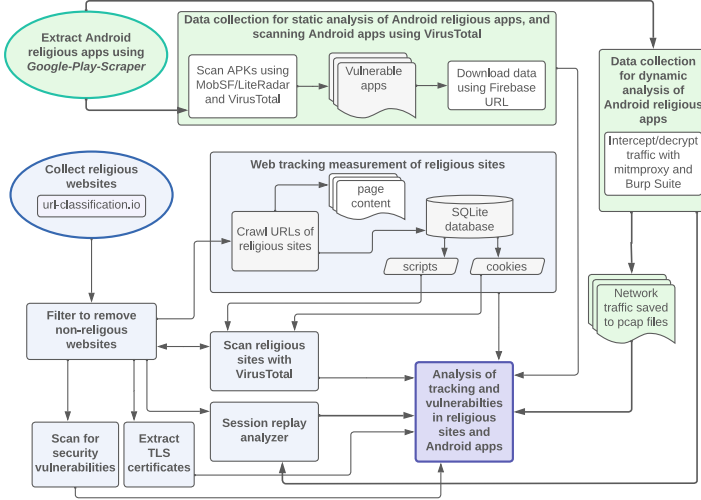 Extract Android
religious apps using
Google-Play-Scraper
Data collection for static analysis of Android religious apps, and
scanning Android apps using VirusTotal
Scan APKs using
MobSF/LiteRadar
and VirusTotal
Vulnerable
apps
Download data
using Firebase
URL
Data collection
for dynamic
analysis of
Android religious
apps
Intercept/decrypt
traffic with
mitmproxy and
Burp Suite
Collect religious
websites
url-classification.io
Web tracking measurement of religious sites
page
content
Crawl URLs of
religious sites
SQLite
database
scripts
cookies
Network
traffic saved
to pcap files
Filter to remove
non-religous
websites
Scan religious
sites with
VirusTotal
Analysis of
tracking and
vulnerabilties
in religious
sites and
Android apps
Session replay
analyzer
Scan for
security
vulnerabilities
Extract
TLS
certificates